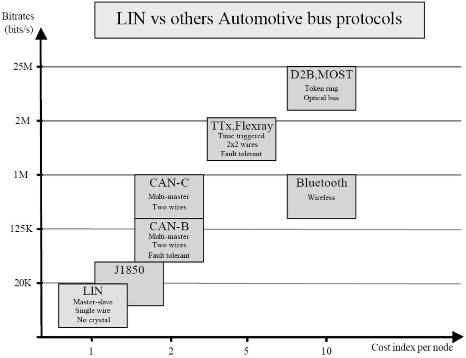 LIN vs others Automotive bus protocols
Bitrates
(bits/s)
25M
D2B,MOST
Token ring
Optical bus
2M
TTx,Flexray
Time triggered
2x2 wires
Fault tolerant
1M
CAN-C
Multi-master
Two wires
Bluetooth
Wireless
125K
CAN-B
Multi-master
Two wires
Fault tolerant
J1850
20K
LIN
Master-slave
Single wire
No crystal
1
2
5
10
Cost index per node